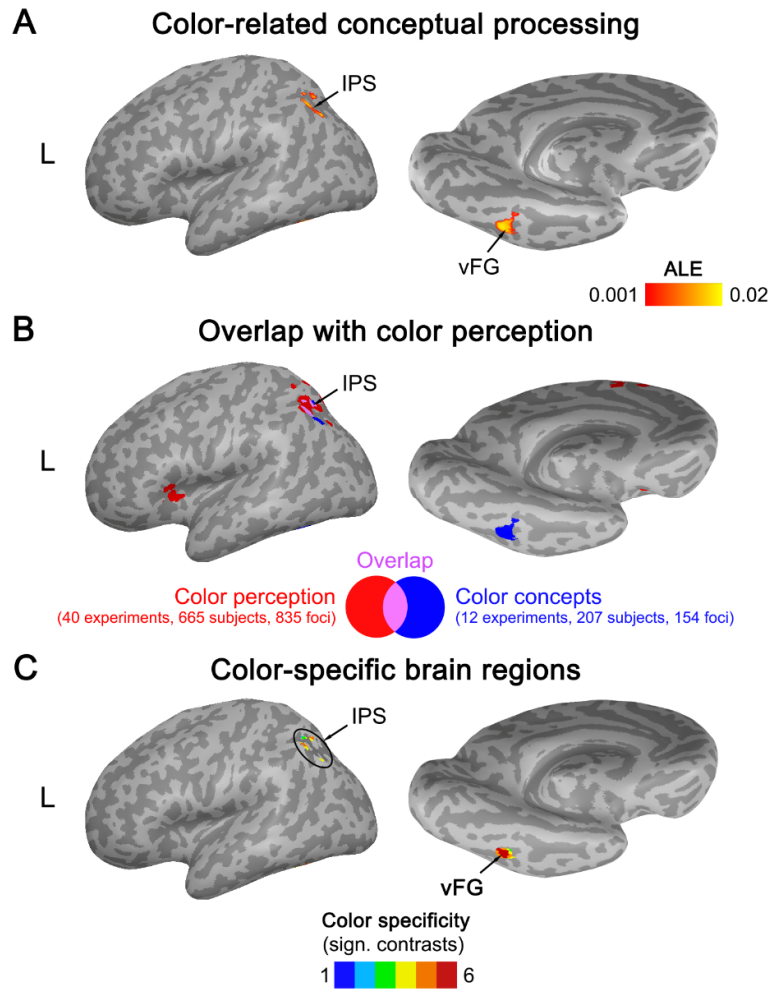 A
Color-related conceptual processing
IPS
L
vFG
ALE
0.001
0.02
B
Overlap with color perception
IPS
L
Overlap
Color perception
(40 experiments, 665 subjects, 835 foci)
Color concepts
(12 experiments, 207 subjects, 154 foci)
C
Color-specific brain regions
IPS
L
vFG
Color specificity
(sign. contrasts)
1
6